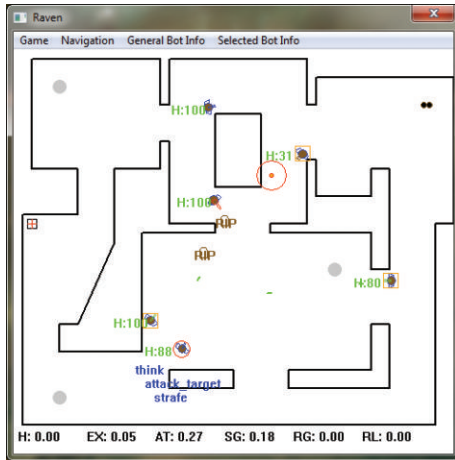 Raven
Game Navigation General Bot Info Selected Bot Info
H:100
H:31
H:100
RIP
RIP
H:80
H:100
H:88
think
attack_target
strafe
H: 0.00 EX: 0.05 AT: 0.27 SG: 0.18 RG: 0.00 RL: 0.00